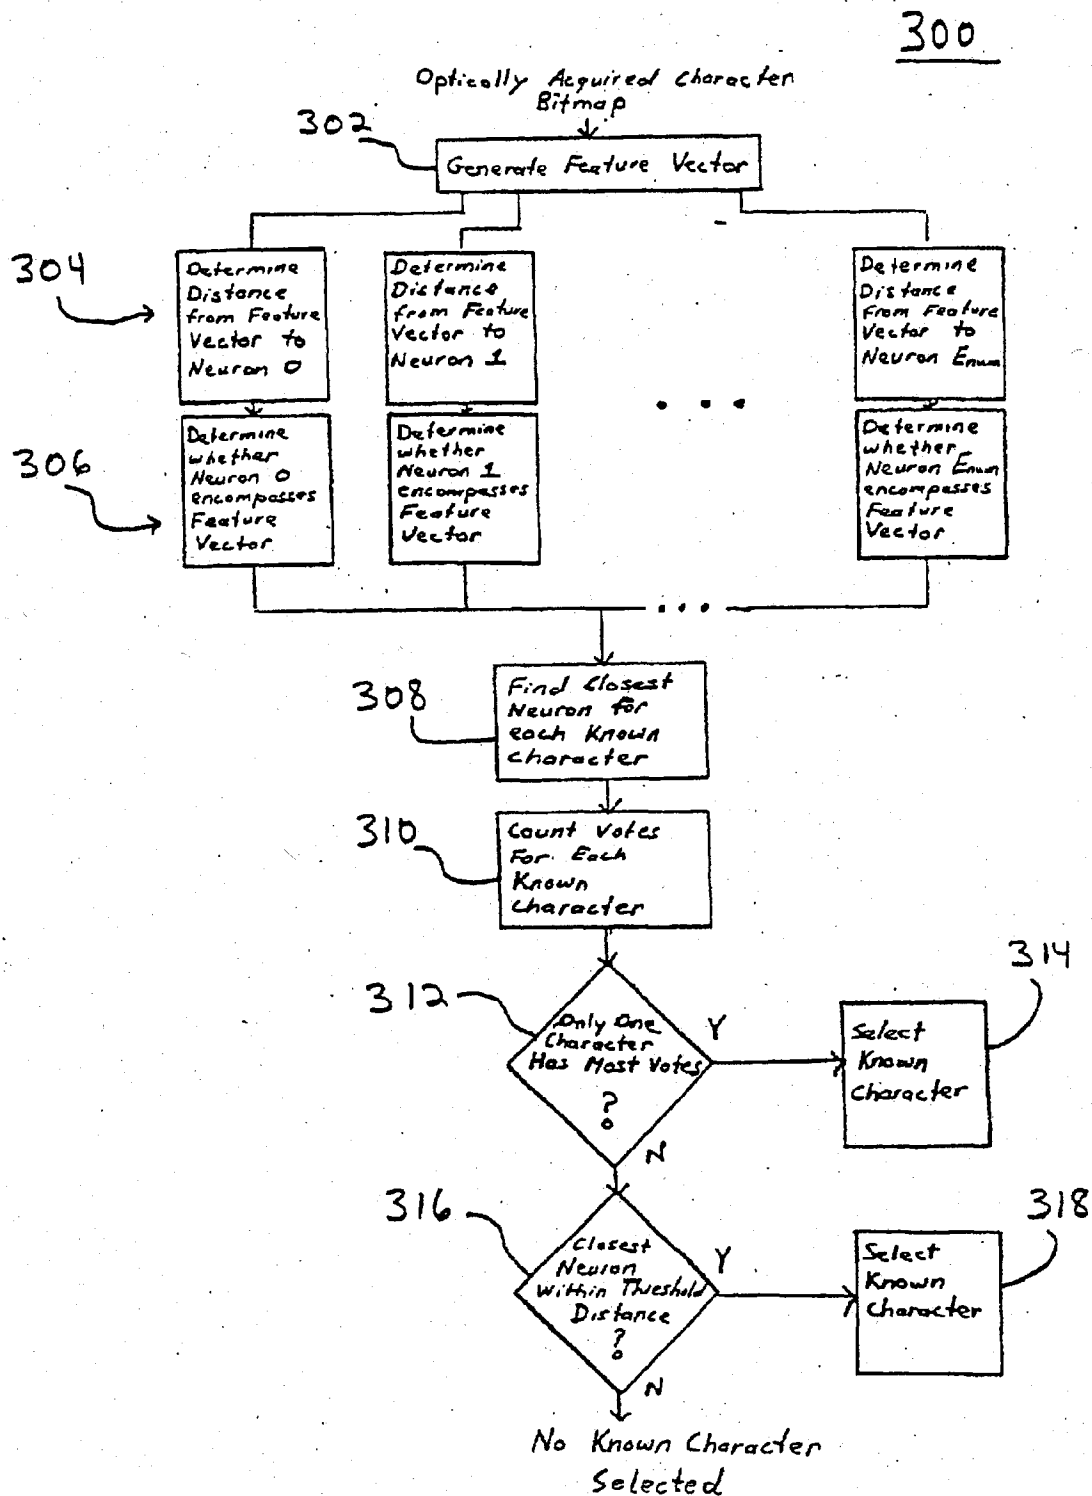 300
Optically Acquired Character
Bitmap
302
Generate Feature Vector
304
Determine
Distance
from Feature
Vector to
Neuron 0
Determine
Distance
from Feature
Vector to
Neuron 1
Determine
Distance
from Feature
Vector to
Neuron Enum
• • •
306
Determine
whether
Neuron 0
encompasses
Feature
Vector
Determine
whether
Neuron 1
encompasses
Feature
Vector
Determine
whether
Neuron Enum
encompasses
Feature
Vector
• • •
308
Find Closest
Neuron for
each Known
Character
310
Count Votes
For Each
Known
Character
312
Only One
Character
Has Most Votes
?
Y
N
314
Select
Known
Character
316
Closest
Neuron
Within Threshold
Distance
?
Y
N
318
Select
Known
Character
No Known Character
Selected